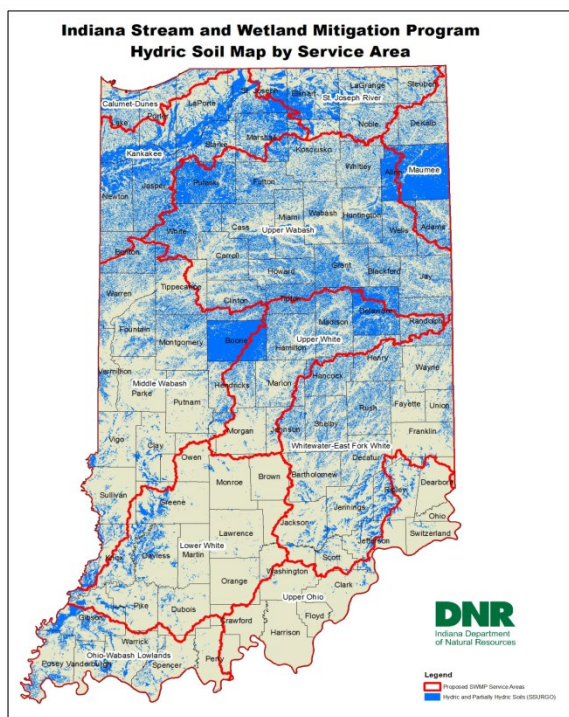 Indiana Stream and Wetland Mitigation Program
Hydric Soil Map by Service Area
Calumet-Dunes
St. Joseph River
LaGrange
Steuben
St. Joseph
Elkhart
LaPorte
Porter
Lake
Noble
DeKalb
Marshall
Starke
Kosciusko
Kankakee
Whitley
Allen
Maumee
Jasper
Pulaski
Fulton
Newton
Miami
Wabash
Huntington
White
Cass
Upper Wabash
Wells
Adams
Benton
Carroll
Grant
Blackford
Jay
Howard
Warren
Tippecanoe
Clinton
Tipton
Delaware
Randolph
Fountain
Madison
Montgomery
Boone
Upper White
Hamilton
Henry
Wayne
Vermillion
Middle Wabash
Hendricks
Marion
Hancock
Parke
Putnam
Rush
Fayette
Union
Shelby
Johnson
Morgan
Franklin
Vigo
Clay
Whitewater-East Fork White
Owen
Decatur
Monroe
Brown
Bartholomew
Dearborn
Ripley
Sullivan
Greene
Ohio
Jennings
Switzerland
Jackson
Lawrence
Jefferson
Knox
Daviess
Lower White
Martin
Scott
Washington
Orange
Clark
Pike
Dubois
Upper Ohio
Gibson
Crawford
Floyd
Harrison
Warrick
Ohio-Wabash Lowlands
Posey
Vanderburgh
Spencer
Perry
DNR
Indiana Department
of Natural Resources
Legend
Proposed SWMP Service Areas
Hydric and Partially Hydric Soils (SSURGO)